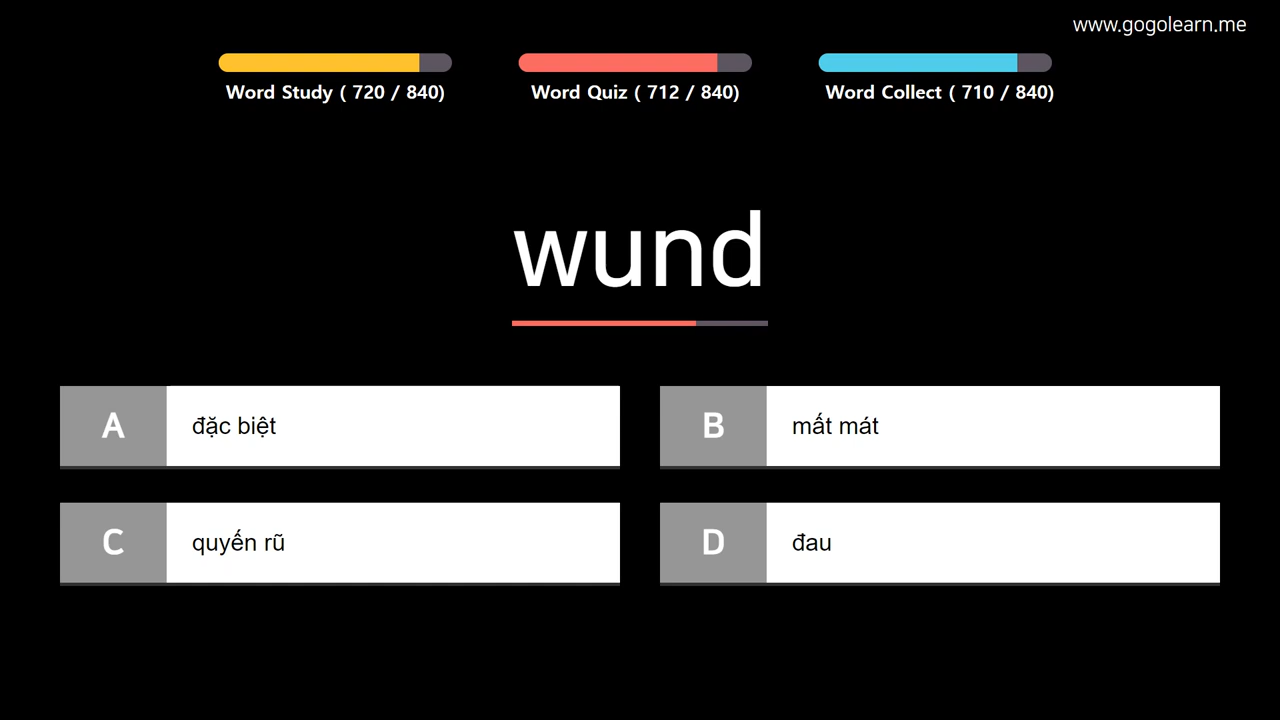 www.gogolearn.me
Word Study ( 720 / 840)
Word Quiz ( 712 / 840)
Word Collect ( 710 / 840)
wund
A đặc biệt
B mất mát
C quyến rũ
D đau